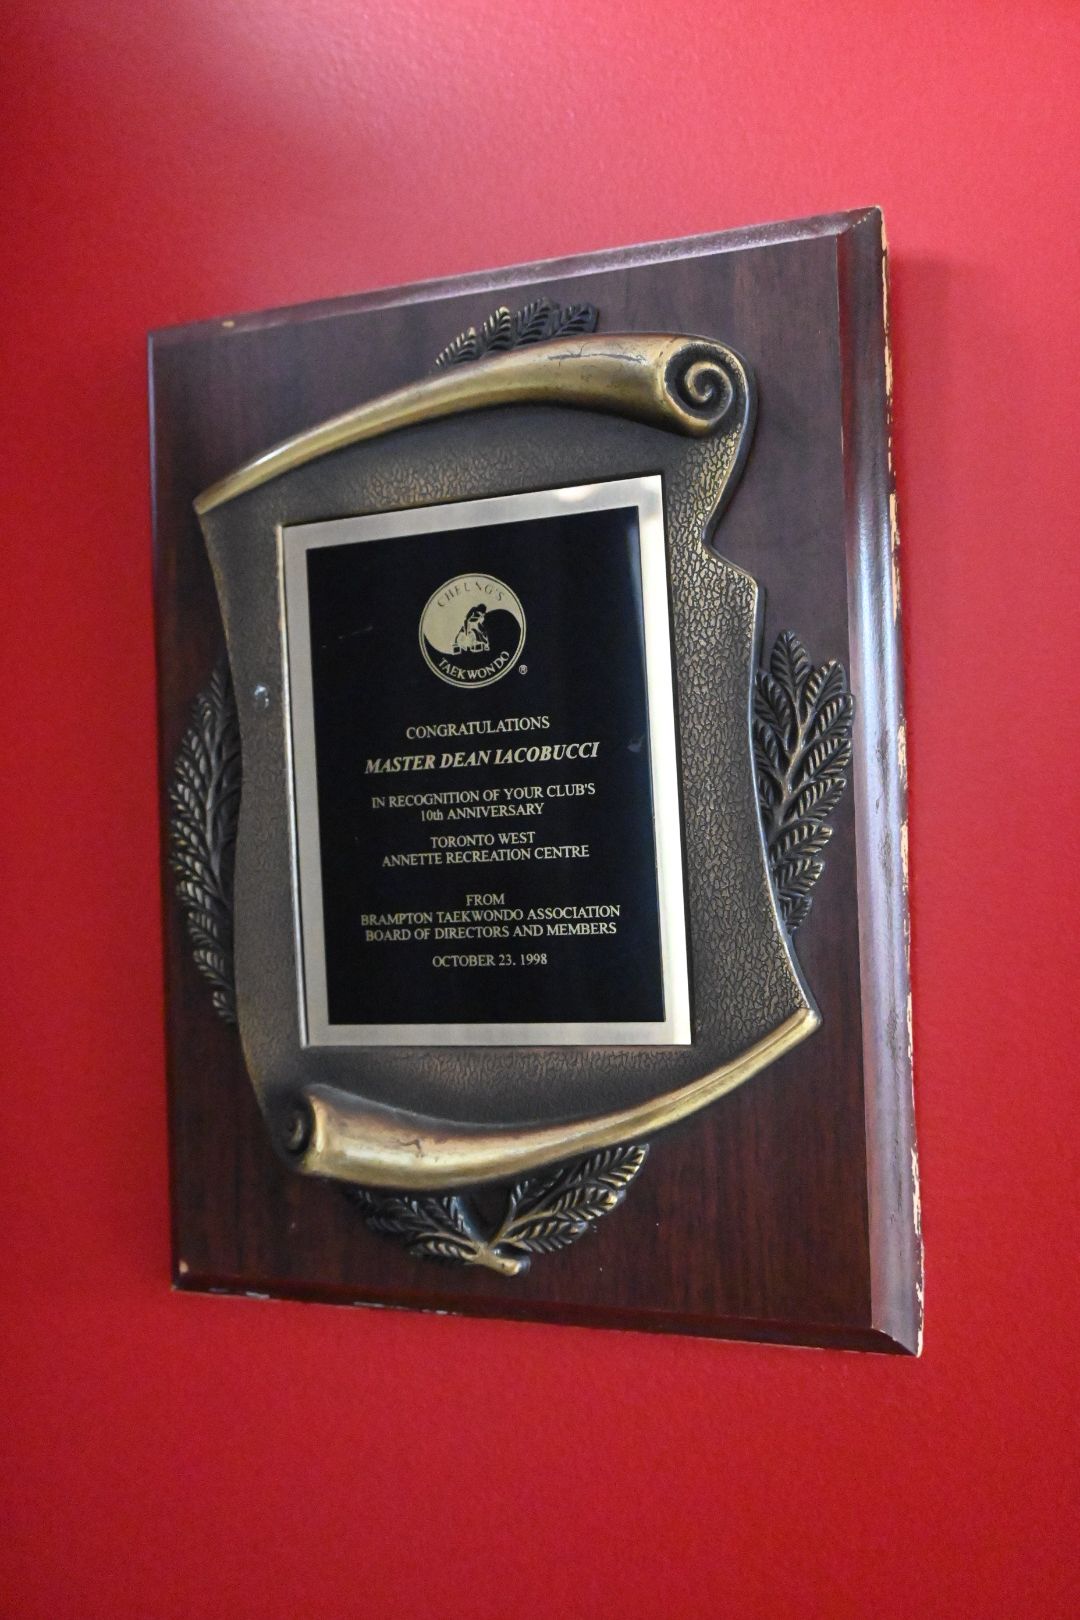 CHEUNG'S
TAEKWONDO
®
CONGRATULATIONS
MASTER DEAN IACOBUCCI
IN RECOGNITION OF YOUR CLUB'S
10th ANNIVERSARY
TORONTO WEST
ANNETTE RECREATION CENTRE
FROM
BRAMPTON TAEKWONDO ASSOCIATION
BOARD OF DIRECTORS AND MEMBERS
OCTOBER 23. 1998